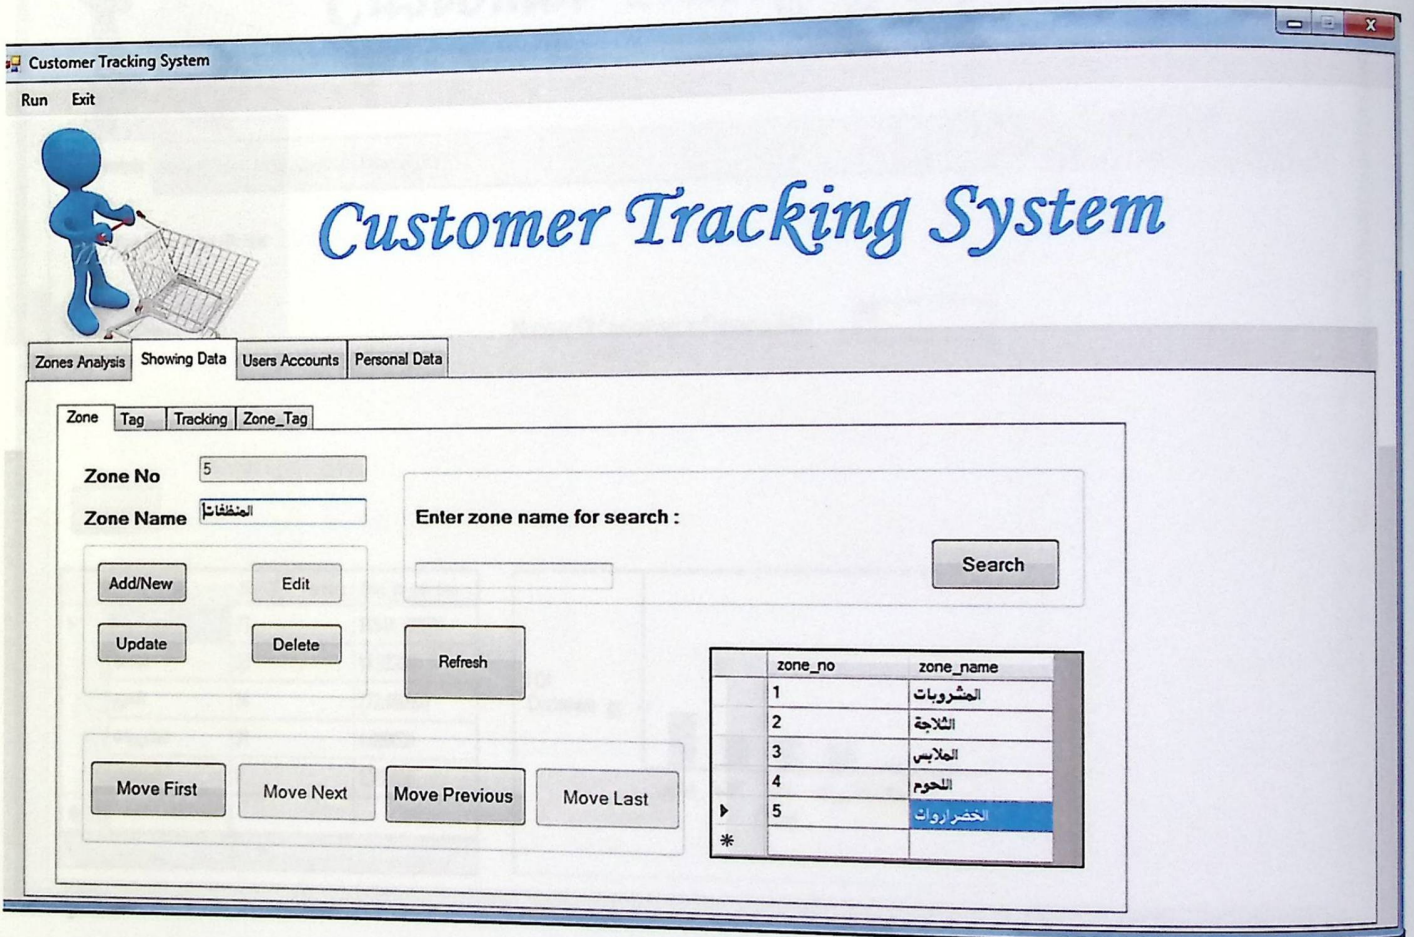 Customer Tracking System
Run Exit
Customer Tracking System
Zones Analysis Showing Data Users Accounts Personal Data
Zone Tag Tracking Zone_Tag
Zone No 5
Zone Name المنظفات
Enter zone name for search :
Search
Add/New Edit
Update Delete
Refresh
Move First Move Next Move Previous Move Last
zone_no zone_name
1 المشروبات
2 الثلاجة
3 الملابس
4 اللحوم
5 الخضراروات